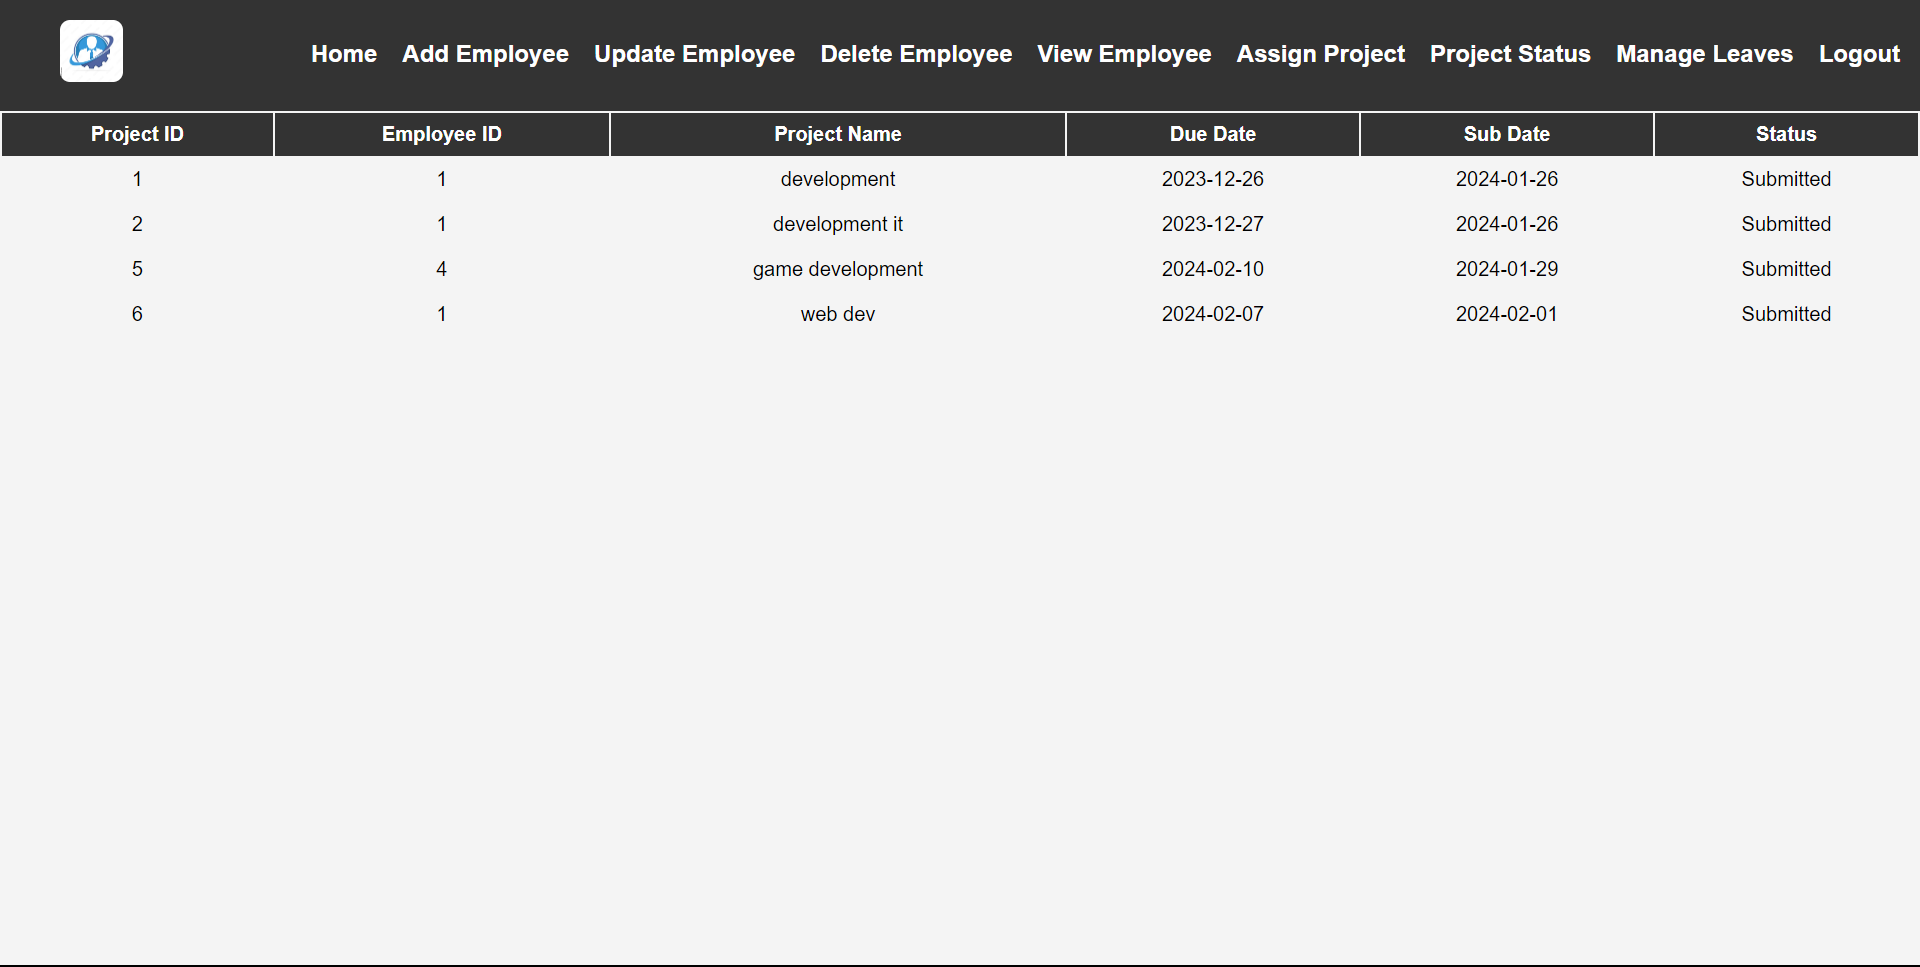 Home Add Employee Update Employee Delete Employee View Employee Assign Project Project Status Manage Leaves Logout
Project ID Employee ID Project Name Due Date Sub Date Status
1 1 development 2023-12-26 2024-01-26 Submitted
2 1 development it 2023-12-27 2024-01-26 Submitted
5 4 game development 2024-02-10 2024-01-29 Submitted
6 1 web dev 2024-02-07 2024-02-01 Submitted